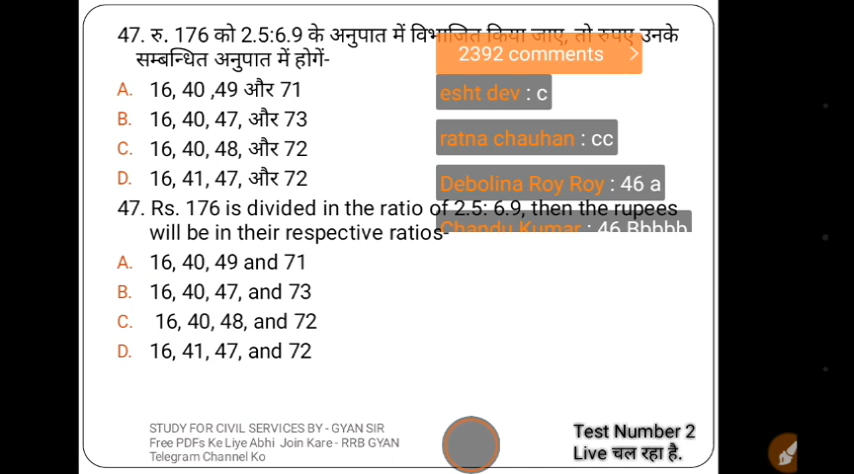 47. रु. 176 को 2.5:6.9 के अनुपात में विभाजित किया जाए, तो रुपए उनके
सम्बन्धित अनुपात में होगें-
2392 comments >
A. 16, 40 ,49 और 71
esht dev : c
B. 16, 40, 47, और 73
ratna chauhan : cc
C. 16, 40, 48, और 72
D. 16, 41, 47, और 72
Debolina Roy Roy : 46 a
47. Rs. 176 is divided in the ratio of 2.5: 6.9, then the rupees
will be in their respective ratios-
Chandu Kumar : 46 Bbbbb
A. 16, 40, 49 and 71
B. 16, 40, 47, and 73
C. 16, 40, 48, and 72
D. 16, 41, 47, and 72
STUDY FOR CIVIL SERVICES BY - GYAN SIR
Free PDFs Ke Liye Abhi Join Kare - RRB GYAN
Telegram Channel Ko
Test Number 2
Live चल रहा है.